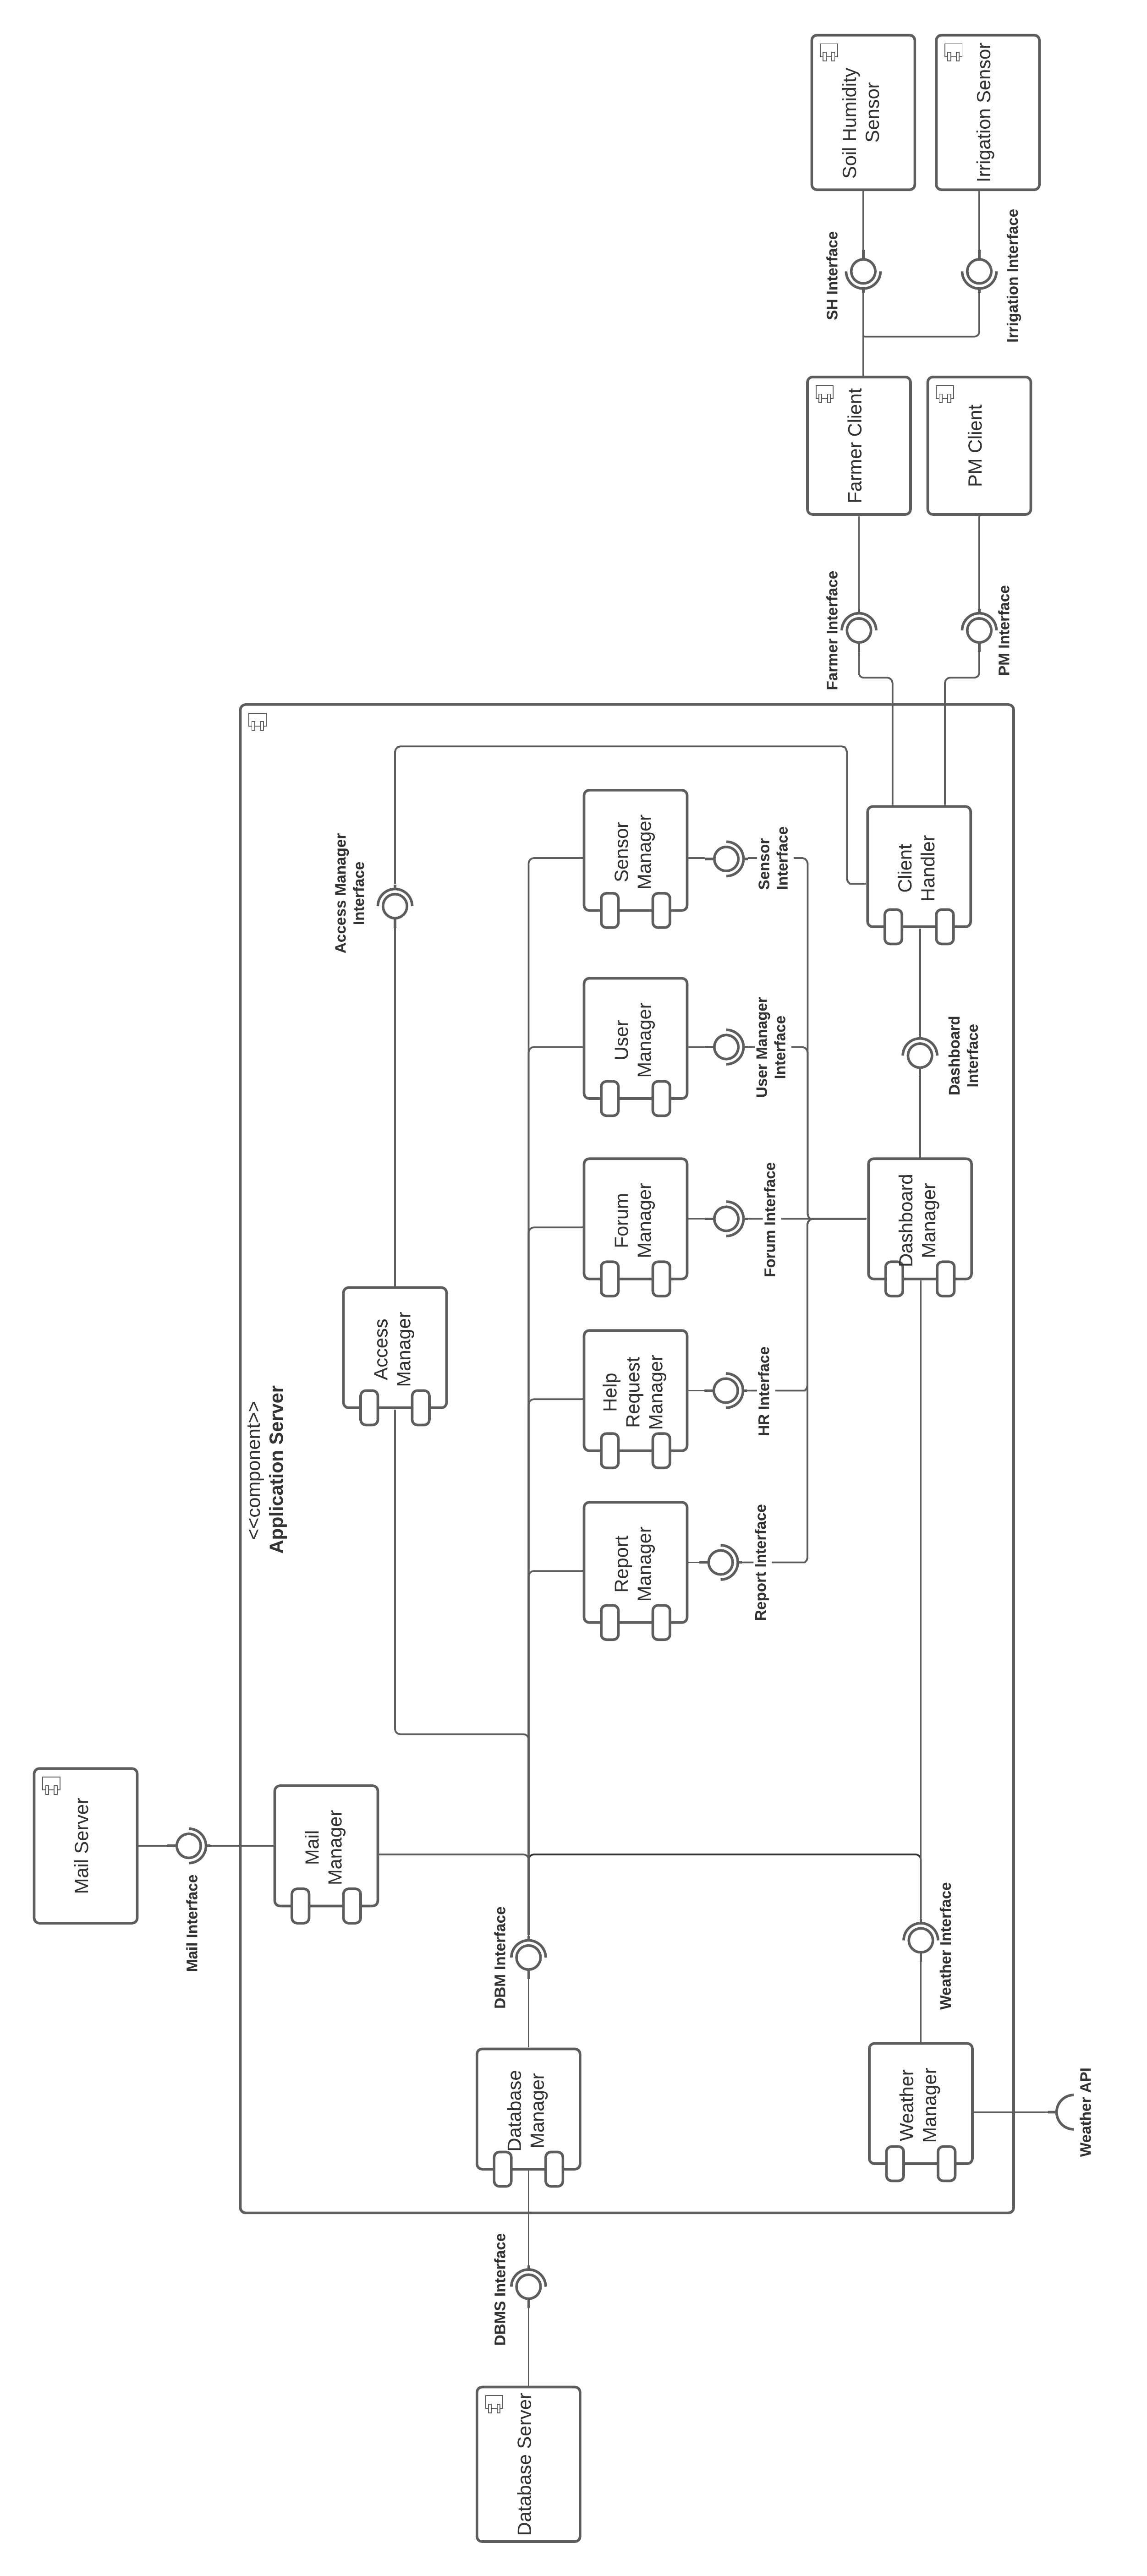 Mail Server
Mail Interface
<<component>>
Application Server
Mail
Manager
Access
Manager
Access Manager
Interface
Database Server
DBMS Interface
Database
Manager
DBM Interface
Report
Manager
Help
Request
Manager
Forum
Manager
User
Manager
Sensor
Manager
Report Interface
HR Interface
Forum Interface
User Manager
Interface
Sensor
Interface
Weather
Manager
Weather Interface
Weather API
Dashboard
Manager
Dashboard
Interface
Client
Handler
Farmer Interface
PM Interface
Farmer Client
PM Client
SH Interface
Irrigation Interface
Soil Humidity
Sensor
Irrigation Sensor